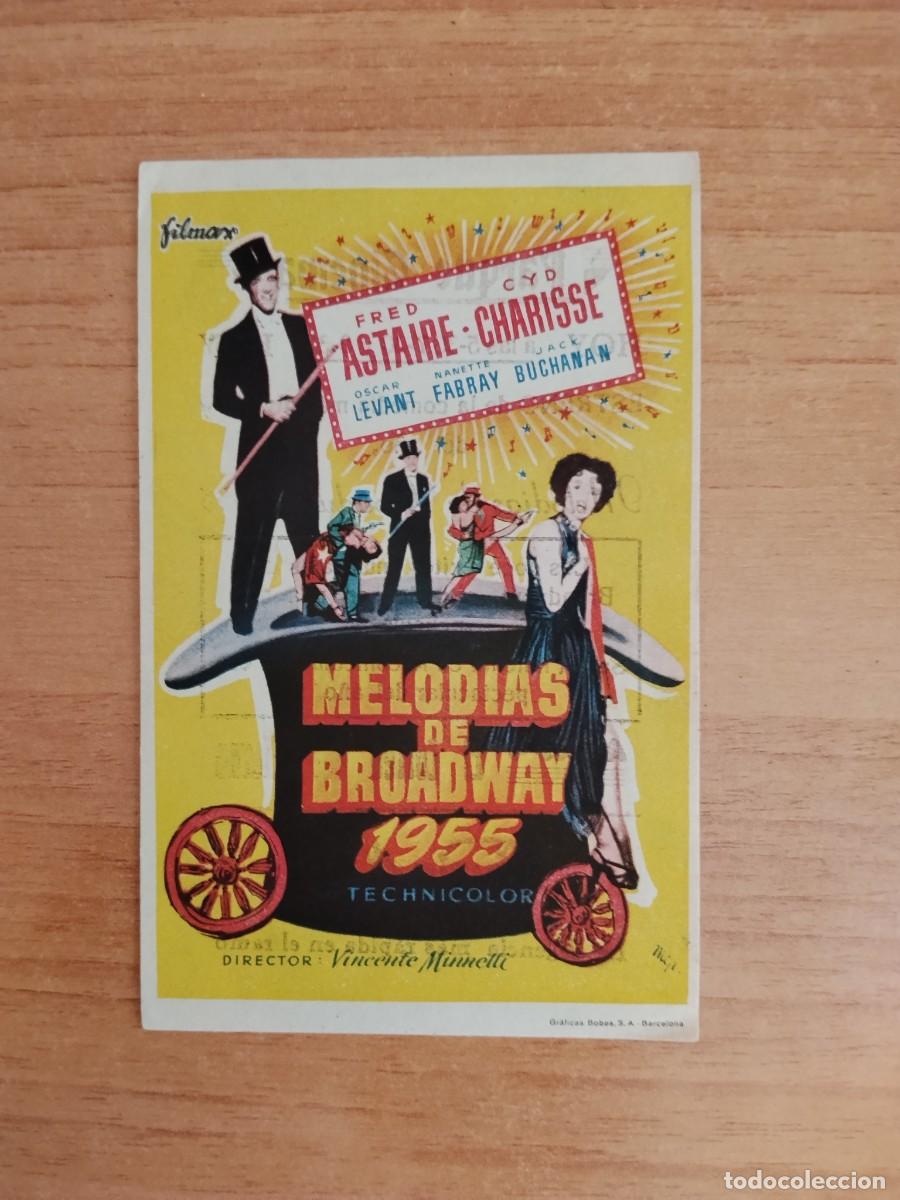 filmax
FRED CYD
ASTAIRE · CHARISSE
OSCAR NANETTE JACK
LEVANT FABRAY BUCHANAN
MELODIAS
DE
BROADWAY
1955
TECHNICOLOR
DIRECTOR: Vincente Minnelli
Gráficas Bobes, S. A. - Barcelona
todocoleccion